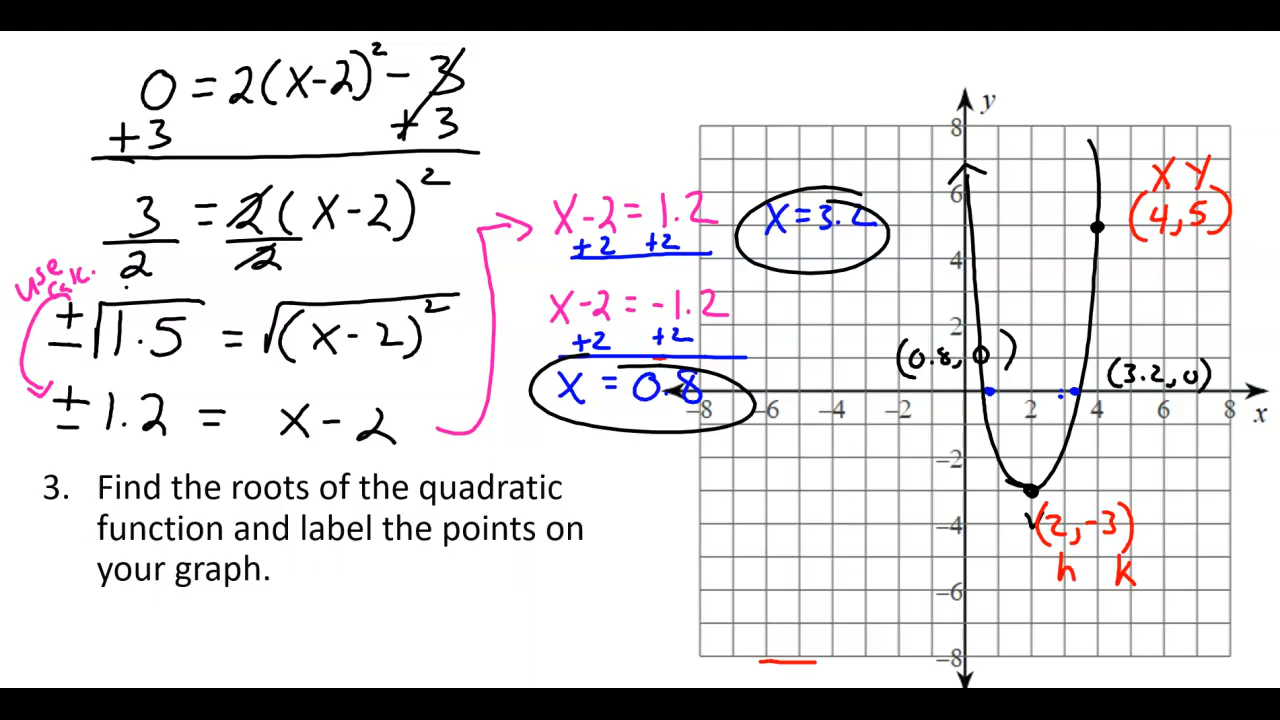 0 = 2(x-2)² - 3
+3 +3
3/2 = 2(x-2)²/2
use calc.
±√1.5 = √(x-2)²
±1.2 = x-2
3. Find the roots of the quadratic
function and label the points on
your graph.
x-2 = 1.2
+2 +2
x = 3.2
x-2 = -1.2
+2 +2
x = 0.8
y
8
6
4
2
-2
-4
-6
-8
-8 -6 -4 -2 2 4 6 8 x
X Y
(4,5)
(0.8, )
(3.2,0)
(2,-3)
h k